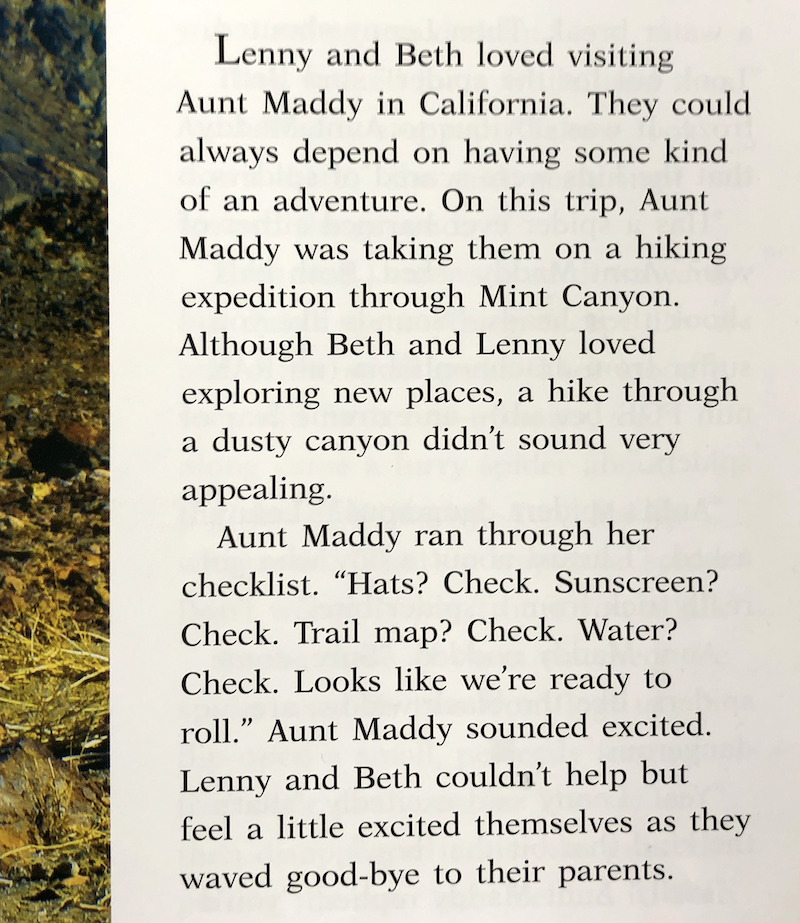 Lenny and Beth loved visiting
Aunt Maddy in California. They could
always depend on having some kind
of an adventure. On this trip, Aunt
Maddy was taking them on a hiking
expedition through Mint Canyon.
Although Beth and Lenny loved
exploring new places, a hike through
a dusty canyon didn’t sound very
appealing.
Aunt Maddy ran through her
checklist. “Hats? Check. Sunscreen?
Check. Trail map? Check. Water?
Check. Looks like we’re ready to
roll.” Aunt Maddy sounded excited.
Lenny and Beth couldn’t help but
feel a little excited themselves as they
waved good-bye to their parents.